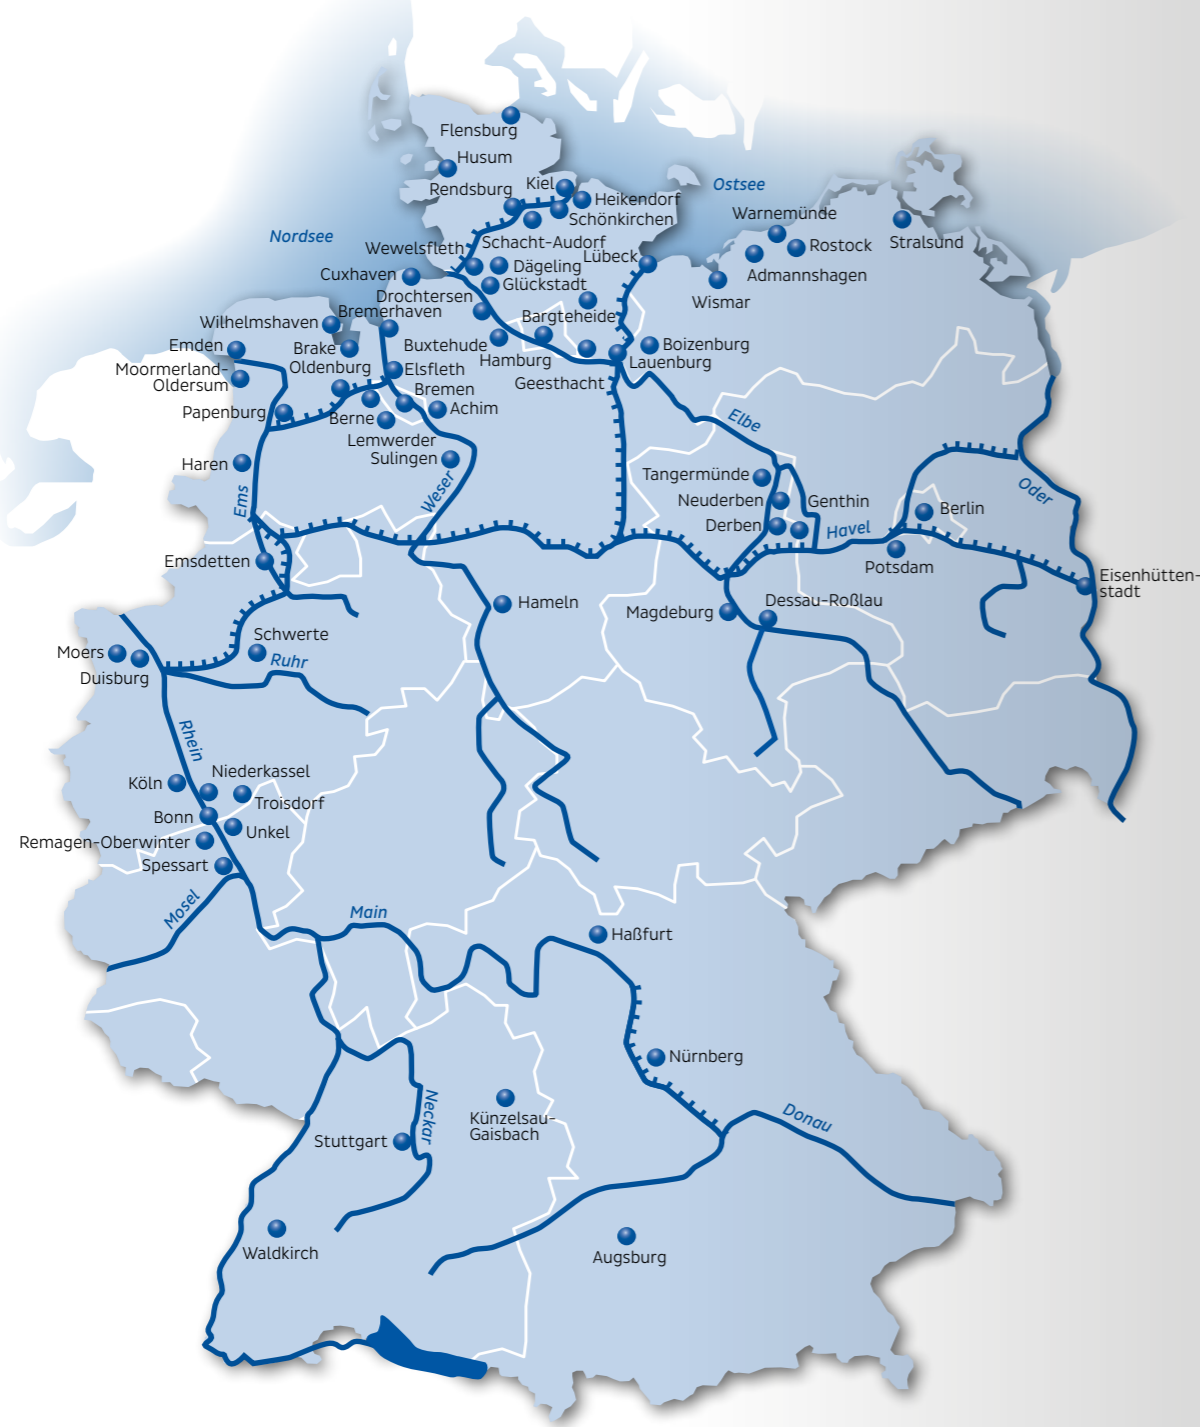 Flensburg
Husum
Rendsburg
Kiel
Heikendorf
Schönkirchen
Ostsee
Warnemünde
Rostock
Stralsund
Admannshagen
Wismar
Nordsee
Wewelsfleth
Schacht-Audorf
Lübeck
Cuxhaven
Dägeling
Glückstadt
Drochtersen
Bremerhaven
Bargteheide
Wilhelmshaven
Emden
Brake
Buxtehude
Hamburg
Boizenburg
Lauenburg
Moormerland-
Oldersum
Oldenburg
Elsfleth
Geesthacht
Bremen
Achim
Papenburg
Berne
Lemwerder
Sulingen
Elbe
Haren
Ems
Weser
Tangermünde
Neuderben
Genthin
Derben
Havel
Berlin
Oder
Emsdetten
Potsdam
Eisenhütten-
stadt
Hameln
Magdeburg
Dessau-Roßlau
Schwerte
Moers
Ruhr
Duisburg
Rhein
Köln
Niederkassel
Troisdorf
Bonn
Unkel
Remagen-Oberwinter
Spessart
Mosel
Main
Haßfurt
Nürnberg
Neckar
Künzelsau-
Gaisbach
Donau
Stuttgart
Waldkirch
Augsburg